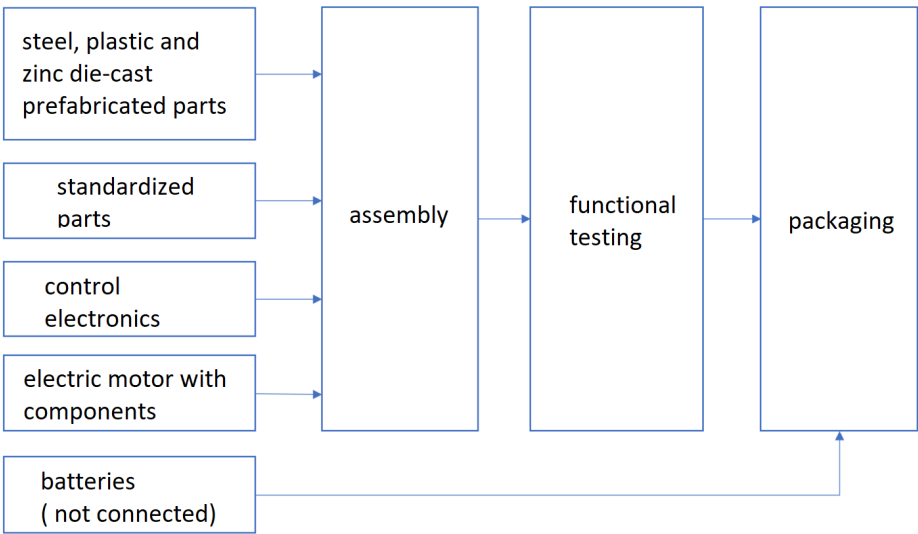 steel, plastic and
zinc die-cast
prefabricated parts
standardized
parts
control
electronics
electric motor with
components
batteries
( not connected)
assembly
functional
testing
packaging